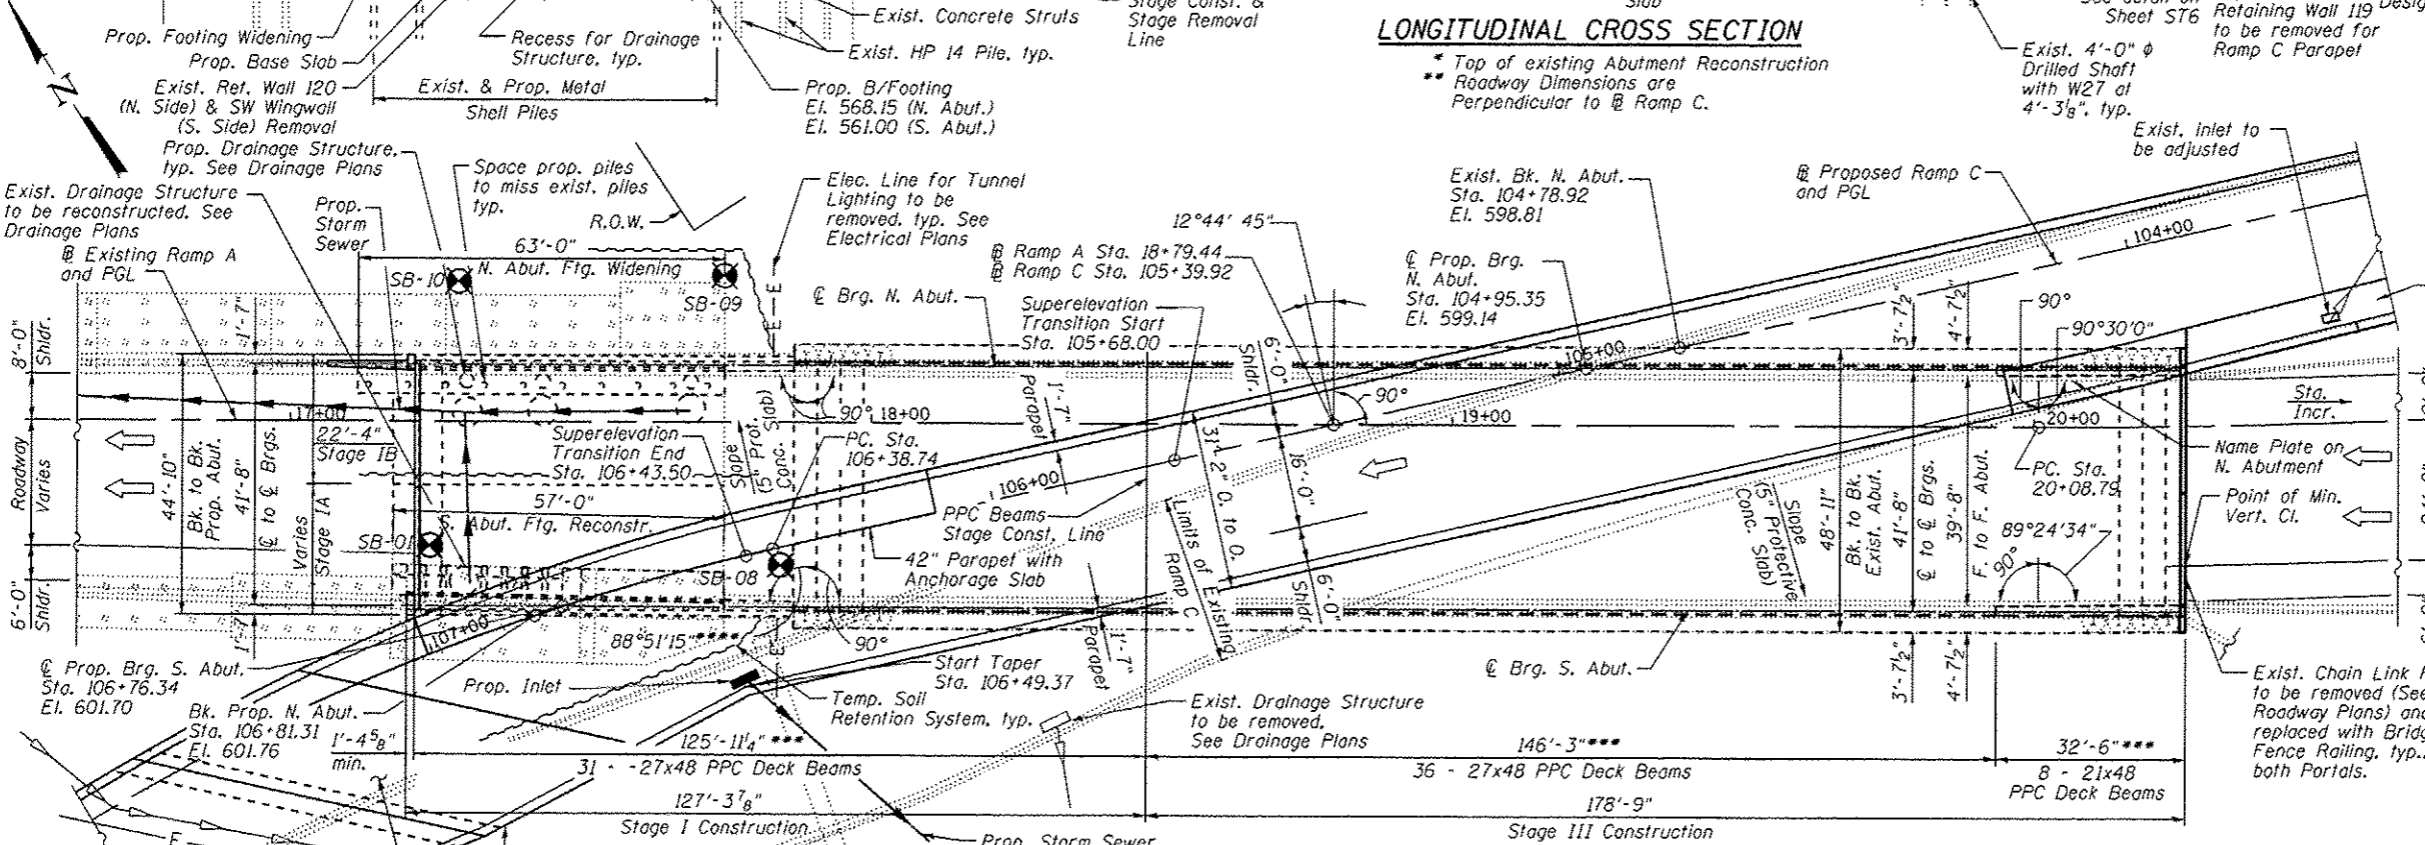 Prop. Footing Widening
Prop. Base Slab
Exist. Ret. Wall 120
(N. Side) & SW Wingwall
(S. Side) Removal
Prop. Drainage Structure,
typ. See Drainage Plans
Exist. Drainage Structure
to be reconstructed. See
Drainage Plans
℄ Existing Ramp A
and PGL
N
Recess for Drainage
Structure, typ.
Exist. & Prop. Metal
Shell Piles
Exist. Concrete Struts
Exist. HP 14 Pile, typ.
Stage Const. &
Stage Removal
Line
Prop. B/Footing
El. 568.15 (N. Abut.)
El. 561.00 (S. Abut.)
Slab
LONGITUDINAL CROSS SECTION
* Top of existing Abutment Reconstruction
** Roadway Dimensions are
Perpendicular to ℄ Ramp C.
Sheet ST6
Retaining Wall 119
to be removed for
Ramp C Parapet
Exist. 4'-0" ϕ
Drilled Shaft
with W27 at
4'-3⅛", typ.
Exist. inlet to
be adjusted
Prop.
Storm
Sewer
Space prop. piles
to miss exist. piles
typ.
R.O.W.
63'-0"
N. Abut. Ftg. Widening
SB-10
SB-09
Elec. Line for Tunnel
Lighting to be
removed, typ. See
Electrical Plans
℄ Brg. N. Abut.
12°44' 45"
℄ Ramp A Sta. 18+79.44
℄ Ramp C Sta. 105+39.92
Superelevation
Transition Start
Sta. 105+68.00
Exist. Bk. N. Abut.
Sta. 104+78.92
El. 598.81
℄ Prop. Brg.
N. Abut.
Sta. 104+95.35
El. 599.14
℄ Proposed Ramp C
and PGL
104+00
105+00
90°
90°30'0"
3'-7½"
4'-7½"
8'-0"
Shldr.
Roadway
Varies
6'-0"
Shldr.
1'-7"
44'-10"
Bk. to Bk.
Prop. Abut.
41'-8"
℄ to ℄ Brgs.
Varies
Stage IA
17+00
22'-4"
Stage IB
90°
18+00
Superelevation
Transition End
Sta. 106+43.50
Slope
(5" Prot.
Conc. Slab)
PC. Sta.
106+38.74
57'-0"
S. Abut. Ftg. Reconstr.
SB-01
SB-08
Parapet
1'-7"
106+00
PPC Beams
Stage Const. Line
42" Parapet with
Anchorage Slab
6'-0"
Shldr.
31'-2" O. to O.
16'-0"
6'-0"
Shldr.
Limits of Existing
Ramp C
90°
19+00
Slope
(5" Protective
Conc. Slab)
48'-11"
Bk. to Bk.
Exist. Abut.
41'-8"
℄ to ℄ Brgs.
39'-8"
F. to F. Abut.
20+00
PC. Sta.
20+08.79
89°24'34"
90°
Sta.
Incr.
Name Plate on
N. Abutment
Point of Min.
Vert. Cl.
107+00
1'-7"
88°51'15"****
90°
℄ Prop. Brg. S. Abut.
Sta. 106+76.34
El. 601.70
Bk. Prop. N. Abut.
Sta. 106+81.31
El. 601.76
Prop. Inlet
Start Taper
Sta. 106+49.37
Temp. Soil
Retention System, typ.
Parapet
1'-7"
Exist. Drainage Structure
to be removed.
See Drainage Plans
℄ Brg. S. Abut.
3'-7½"
4'-7½"
Exist. Chain Link
to be removed (See
Roadway Plans) and
replaced with
Fence Railing, typ.,
both Portals.
1'-4⅝"
min.
125'-11¼"***
31 - -27x48 PPC Deck Beams
146'-3"***
36 - 27x48 PPC Deck Beams
32'-6"***
8 - 21x48
PPC Deck Beams
127'-3⅞"
Stage I Construction
178'-9"
Stage III Construction
Prop. Storm Sewer
E